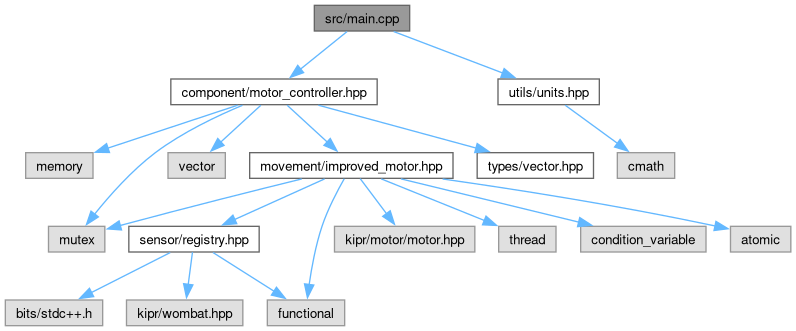 src/main.cpp
component/motor_controller.hpp
utils/units.hpp
memory
vector
movement/improved_motor.hpp
types/vector.hpp
cmath
mutex
sensor/registry.hpp
kipr/motor/motor.hpp
thread
condition_variable
atomic
bits/stdc++.h
kipr/wombat.hpp
functional